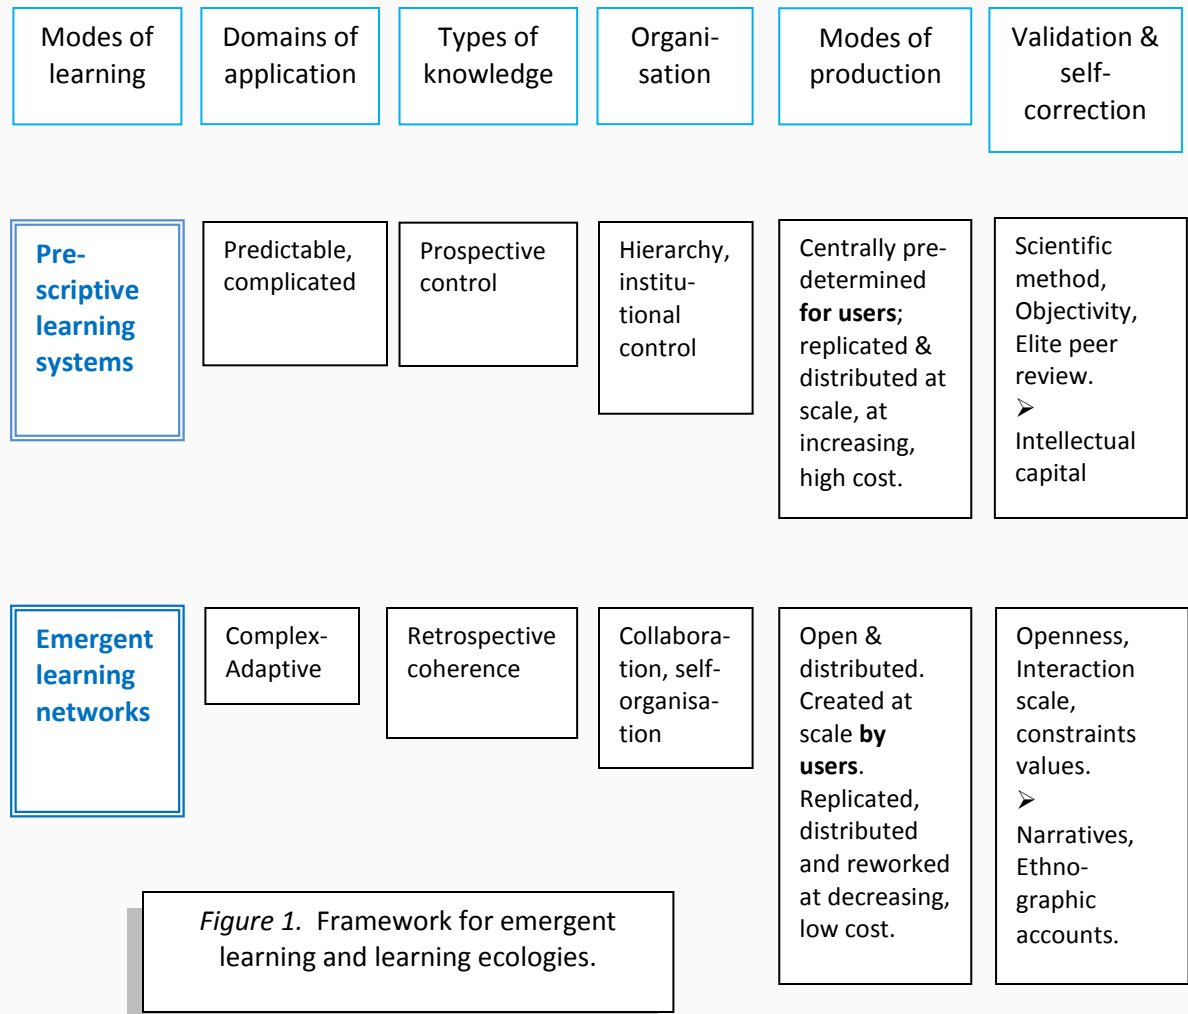 Modes of
learning
Domains of
application
Types of
knowledge
Organi-
sation
Modes of
production
Validation &
self-
correction
Pre-
scriptive
learning
systems
Predictable,
complicated
Prospective
control
Hierarchy,
institu-
tional
control
Centrally pre-
determined
for users;
replicated &
distributed at
scale, at
increasing,
high cost.
Scientific
method,
Objectivity,
Elite peer
review.
➢
Intellectual
capital
Emergent
learning
networks
Complex-
Adaptive
Retrospective
coherence
Collabora-
tion, self-
organisa-
tion
Open &
distributed.
Created at
scale by
users.
Replicated,
distributed
and reworked
at decreasing,
low cost.
Openness,
Interaction
scale,
constraints
values.
➢
Narratives,
Ethno-
graphic
accounts.
Figure 1. Framework for emergent
learning and learning ecologies.